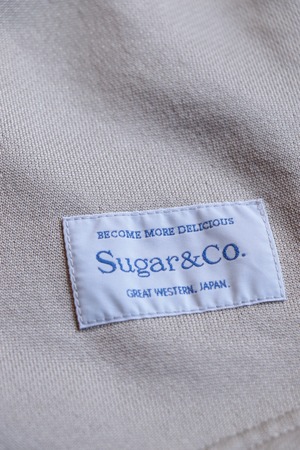 BECOME MORE DELICIOUS
Sugar&Co.
GREAT WESTERN. JAPAN.